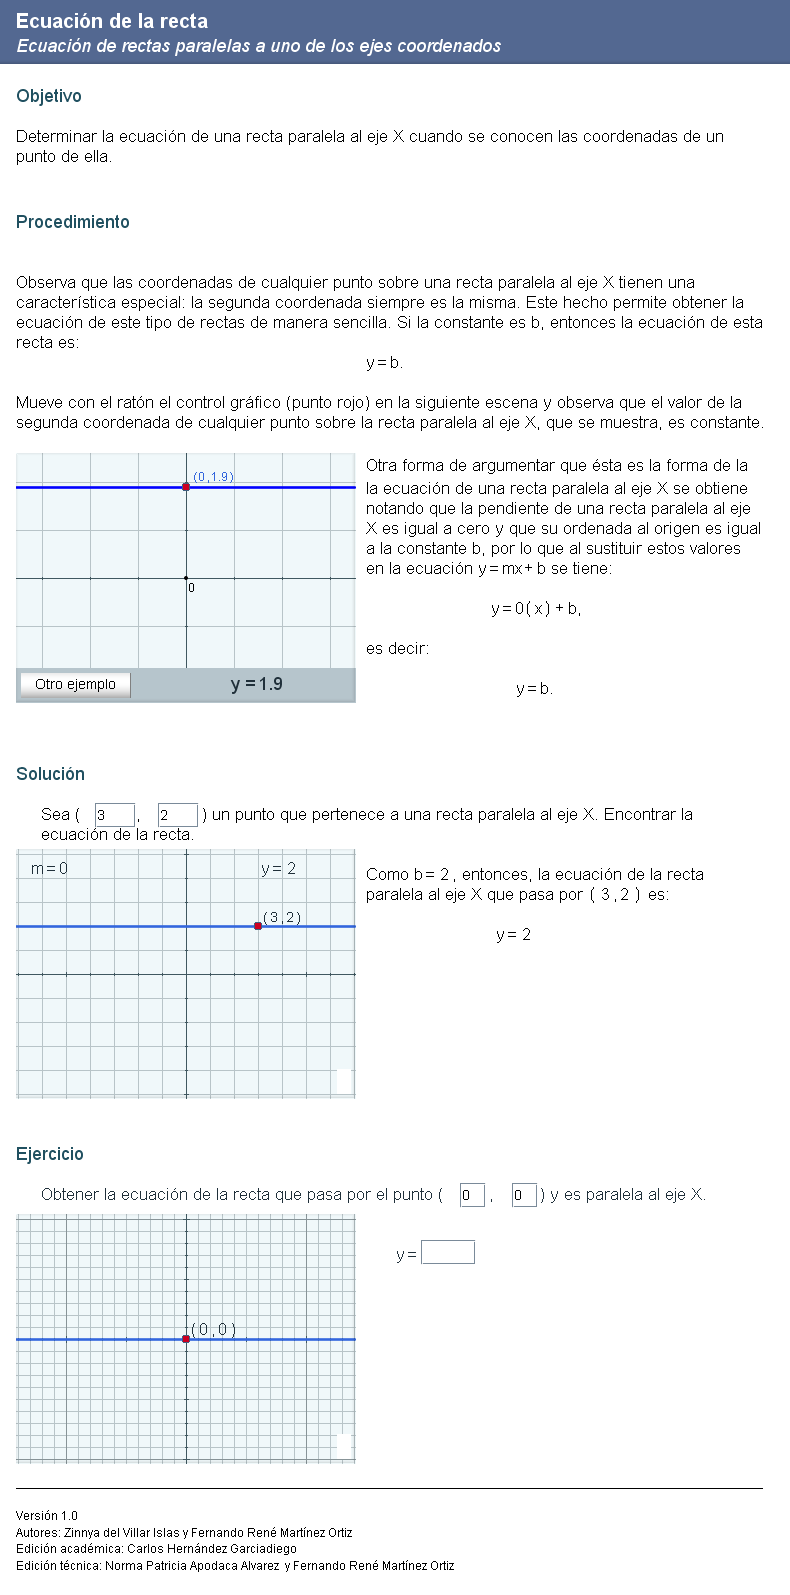 Ecuación de la recta
Ecuación de rectas paralelas a uno de los ejes coordenados
Objetivo
Determinar la ecuación de una recta paralela al eje X cuando se conocen las coordenadas de un
punto de ella.
Procedimiento
Observa que las coordenadas de cualquier punto sobre una recta paralela al eje X tienen una
característica especial: la segunda coordenada siempre es la misma. Este hecho permite obtener la
ecuación de este tipo de rectas de manera sencilla. Si la constante es b, entonces la ecuación de esta
recta es:
y = b.
Mueve con el ratón el control gráfico (punto rojo) en la siguiente escena y observa que el valor de la
segunda coordenada de cualquier punto sobre la recta paralela al eje X, que se muestra, es constante.
(0,1.9)
0
Otro ejemplo
y = 1.9
Otra forma de argumentar que ésta es la forma de la
la ecuación de una recta paralela al eje X se obtiene
notando que la pendiente de una recta paralela al eje
X es igual a cero y que su ordenada al origen es igual
a la constante b, por lo que al sustituir estos valores
en la ecuación y = mx + b se tiene:
y = 0( x ) + b,
es decir:
y = b.
Solución
Sea ( 3 , 2 ) un punto que pertenece a una recta paralela al eje X. Encontrar la
ecuación de la recta.
m = 0
y = 2
(3,2)
Como b = 2 , entonces, la ecuación de la recta
paralela al eje X que pasa por ( 3 , 2 ) es:
y = 2
Ejercicio
Obtener la ecuación de la recta que pasa por el punto ( 0 , 0 ) y es paralela al eje X.
(0,0)
y =
Versión 1.0
Autores: Zinnya del Villar Islas y Fernando René Martínez Ortiz
Edición académica: Carlos Hernández Garciadiego
Edición técnica: Norma Patricia Apodaca Alvarez y Fernando René Martínez Ortiz